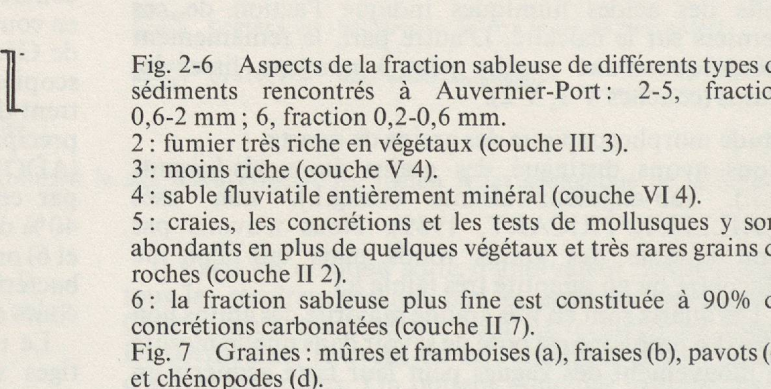 Fig. 2-6 Aspects de la fraction sableuse de différents types
sédiments rencontrés à Auvernier-Port : 2-5,
0,6-2 mm ; 6, fraction 0,2-0,6 mm.
2 : fumier très riche en végétaux (couche III 3).
3 : moins riche (couche V 4).
4 : sable fluviatile entièrement minéral (couche VI 4).
5 : craies, les concrétions et les tests de mollusques y
abondants en plus de quelques végétaux et très rares grains
roches (couche II 2).
6 : la fraction sableuse plus fine est constituée à 90%
concrétions carbonatées (couche II 7).
Fig. 7 Graines : mûres et framboises (a), fraises (b), pavots
et chénopodes (d).